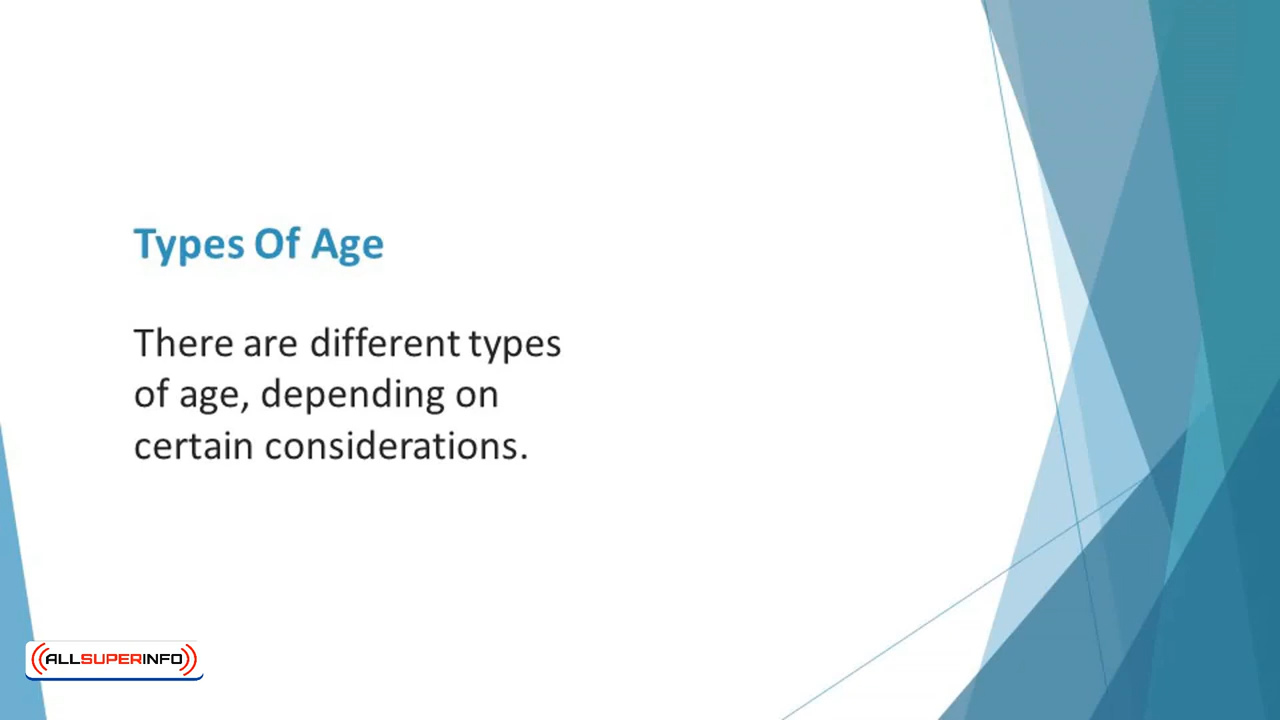 Types Of Age
There are different types
of age, depending on
certain considerations.
ALLSUPERINFO